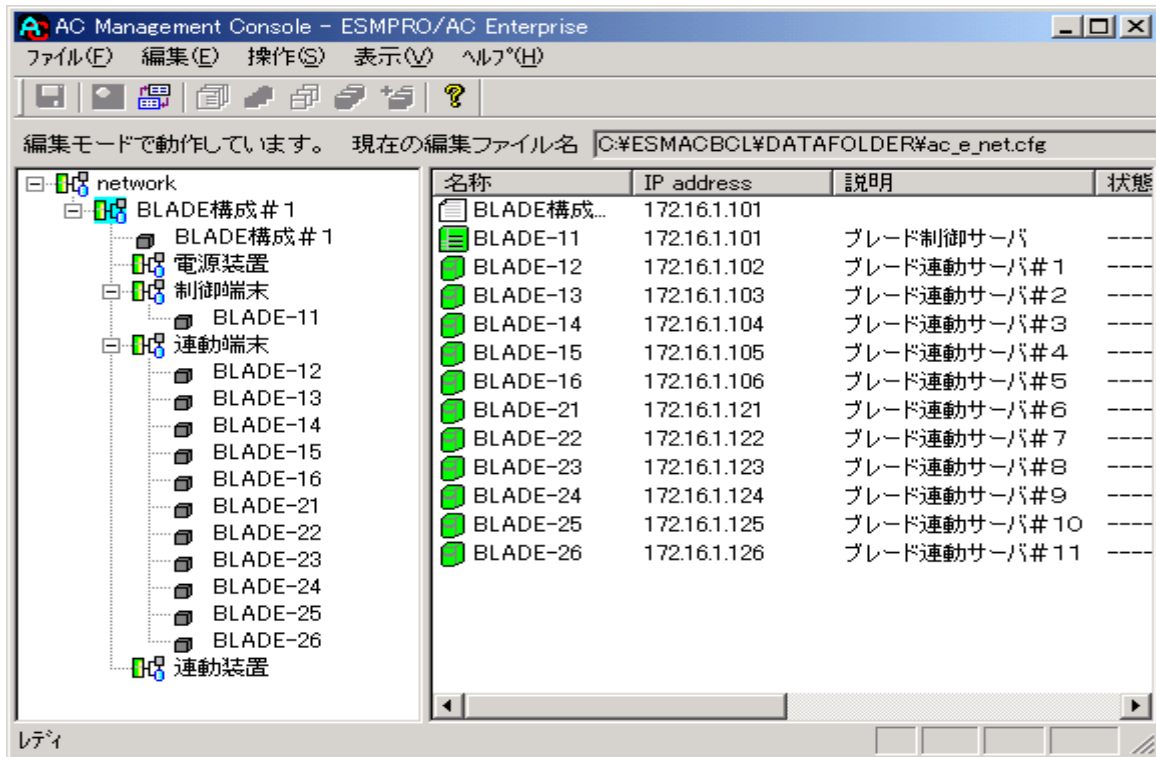 AC Management Console - ESMPRO/AC Enterprise
ファイル(F) 編集(E) 操作(S) 表示(V) ヘルプ(H)
編集モードで動作しています。 現在の編集ファイル名 C:¥ESMACBCL¥DATAFOLDER¥ac_e_net.cfg
network
BLADE構成#1
BLADE構成#1
電源装置
制御端末
BLADE-11
連動端末
BLADE-12
BLADE-13
BLADE-14
BLADE-15
BLADE-16
BLADE-21
BLADE-22
BLADE-23
BLADE-24
BLADE-25
BLADE-26
連動装置
名称 IP address 説明 状態
BLADE構成... 172.16.1.101
BLADE-11 172.16.1.101 ブレード制御サーバ ----
BLADE-12 172.16.1.102 ブレード連動サーバ#1 ----
BLADE-13 172.16.1.103 ブレード連動サーバ#2 ----
BLADE-14 172.16.1.104 ブレード連動サーバ#3 ----
BLADE-15 172.16.1.105 ブレード連動サーバ#4 ----
BLADE-16 172.16.1.106 ブレード連動サーバ#5 ----
BLADE-21 172.16.1.121 ブレード連動サーバ#6 ----
BLADE-22 172.16.1.122 ブレード連動サーバ#7 ----
BLADE-23 172.16.1.123 ブレード連動サーバ#8 ----
BLADE-24 172.16.1.124 ブレード連動サーバ#9 ----
BLADE-25 172.16.1.125 ブレード連動サーバ#10 ----
BLADE-26 172.16.1.126 ブレード連動サーバ#11 ----
レディ